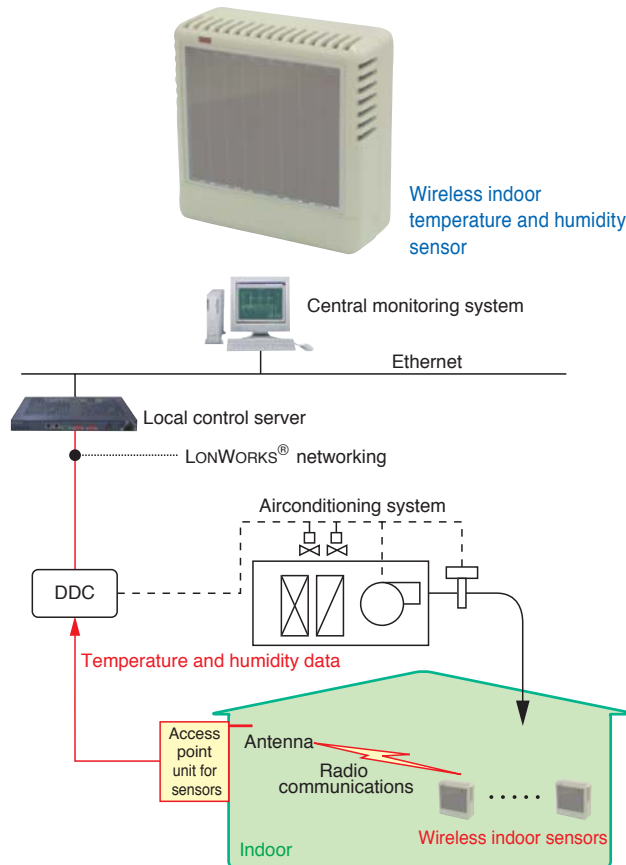 Wireless indoor
temperature and humidity
sensor
Central monitoring system
Ethernet
Local control server
LONWORKS® networking
Airconditioning system
DDC
Temperature and humidity data
Access
point
unit for
sensors
Antenna
Radio
communications
Wireless indoor sensors
Indoor